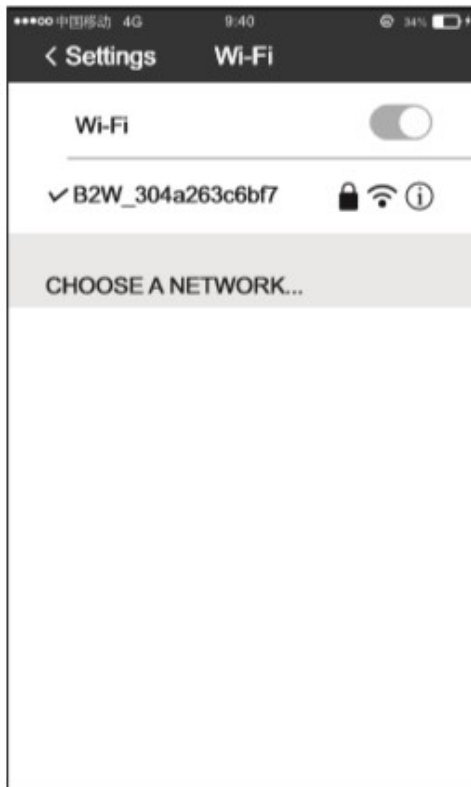 中国移动 4G 9:40 34%
< Settings Wi-Fi
Wi-Fi
B2W_304a263c6bf7
CHOOSE A NETWORK...